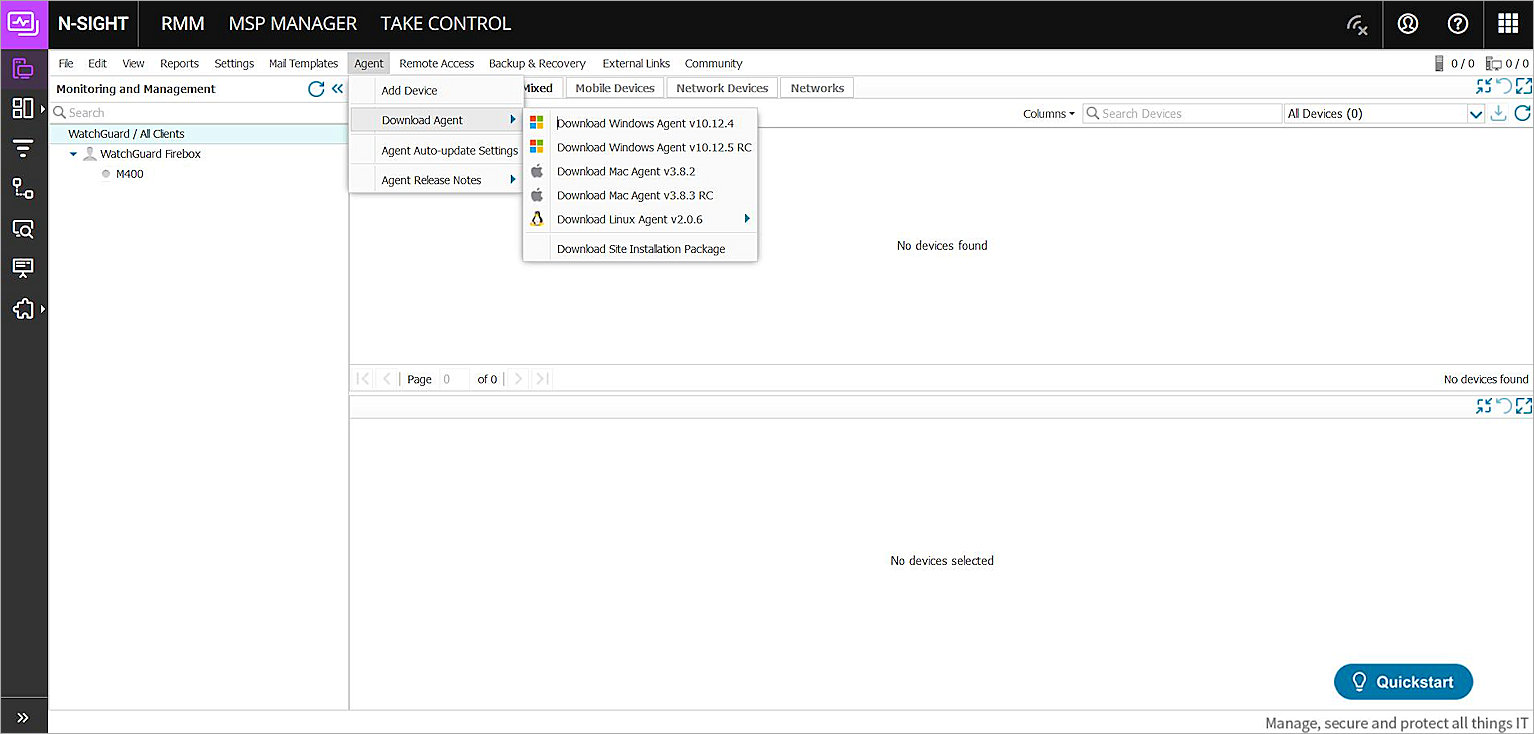 N-SIGHT RMM MSP MANAGER TAKE CONTROL
File Edit View Reports Settings Mail Templates Agent Remote Access Backup & Recovery External Links Community 0 / 0 0 / 0
Monitoring and Management
Search
WatchGuard / All Clients
WatchGuard Firebox
M400
Add Device
Download Agent
Agent Auto-update Settings
Agent Release Notes
Mixed Mobile Devices Network Devices Networks
Columns Search Devices All Devices (0)
Download Windows Agent v10.12.4
Download Windows Agent v10.12.5 RC
Download Mac Agent v3.8.2
Download Mac Agent v3.8.3 RC
Download Linux Agent v2.0.6
Download Site Installation Package
No devices found
Page 0 of 0 No devices found
No devices selected
Quickstart
Manage, secure and protect all things IT